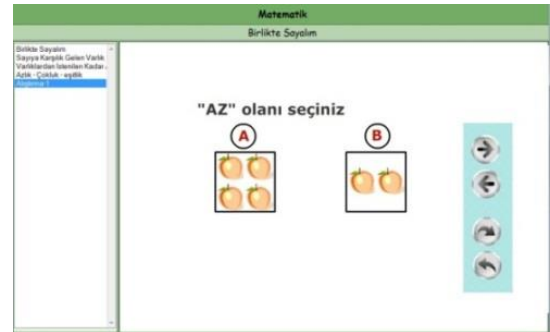 Matematik
Birlikte Sayalım
Birlikte Sayalım
Sayıya Karşılık Gelen Varlık
Varlıklardan İstenilen Kadar
Azlık - Çokluk - eşitlik
Alıştırma 1
"AZ" olanı seçiniz
A
B